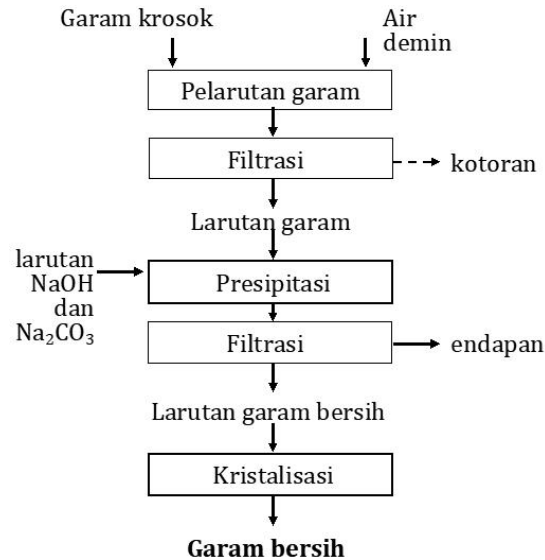 Garam krosok
Air
demin
Pelarutan garam
Filtrasi
kotoran
Larutan garam
larutan
NaOH
dan
Na₂CO₃
Presipitasi
Filtrasi
endapan
Larutan garam bersih
Kristalisasi
Garam bersih